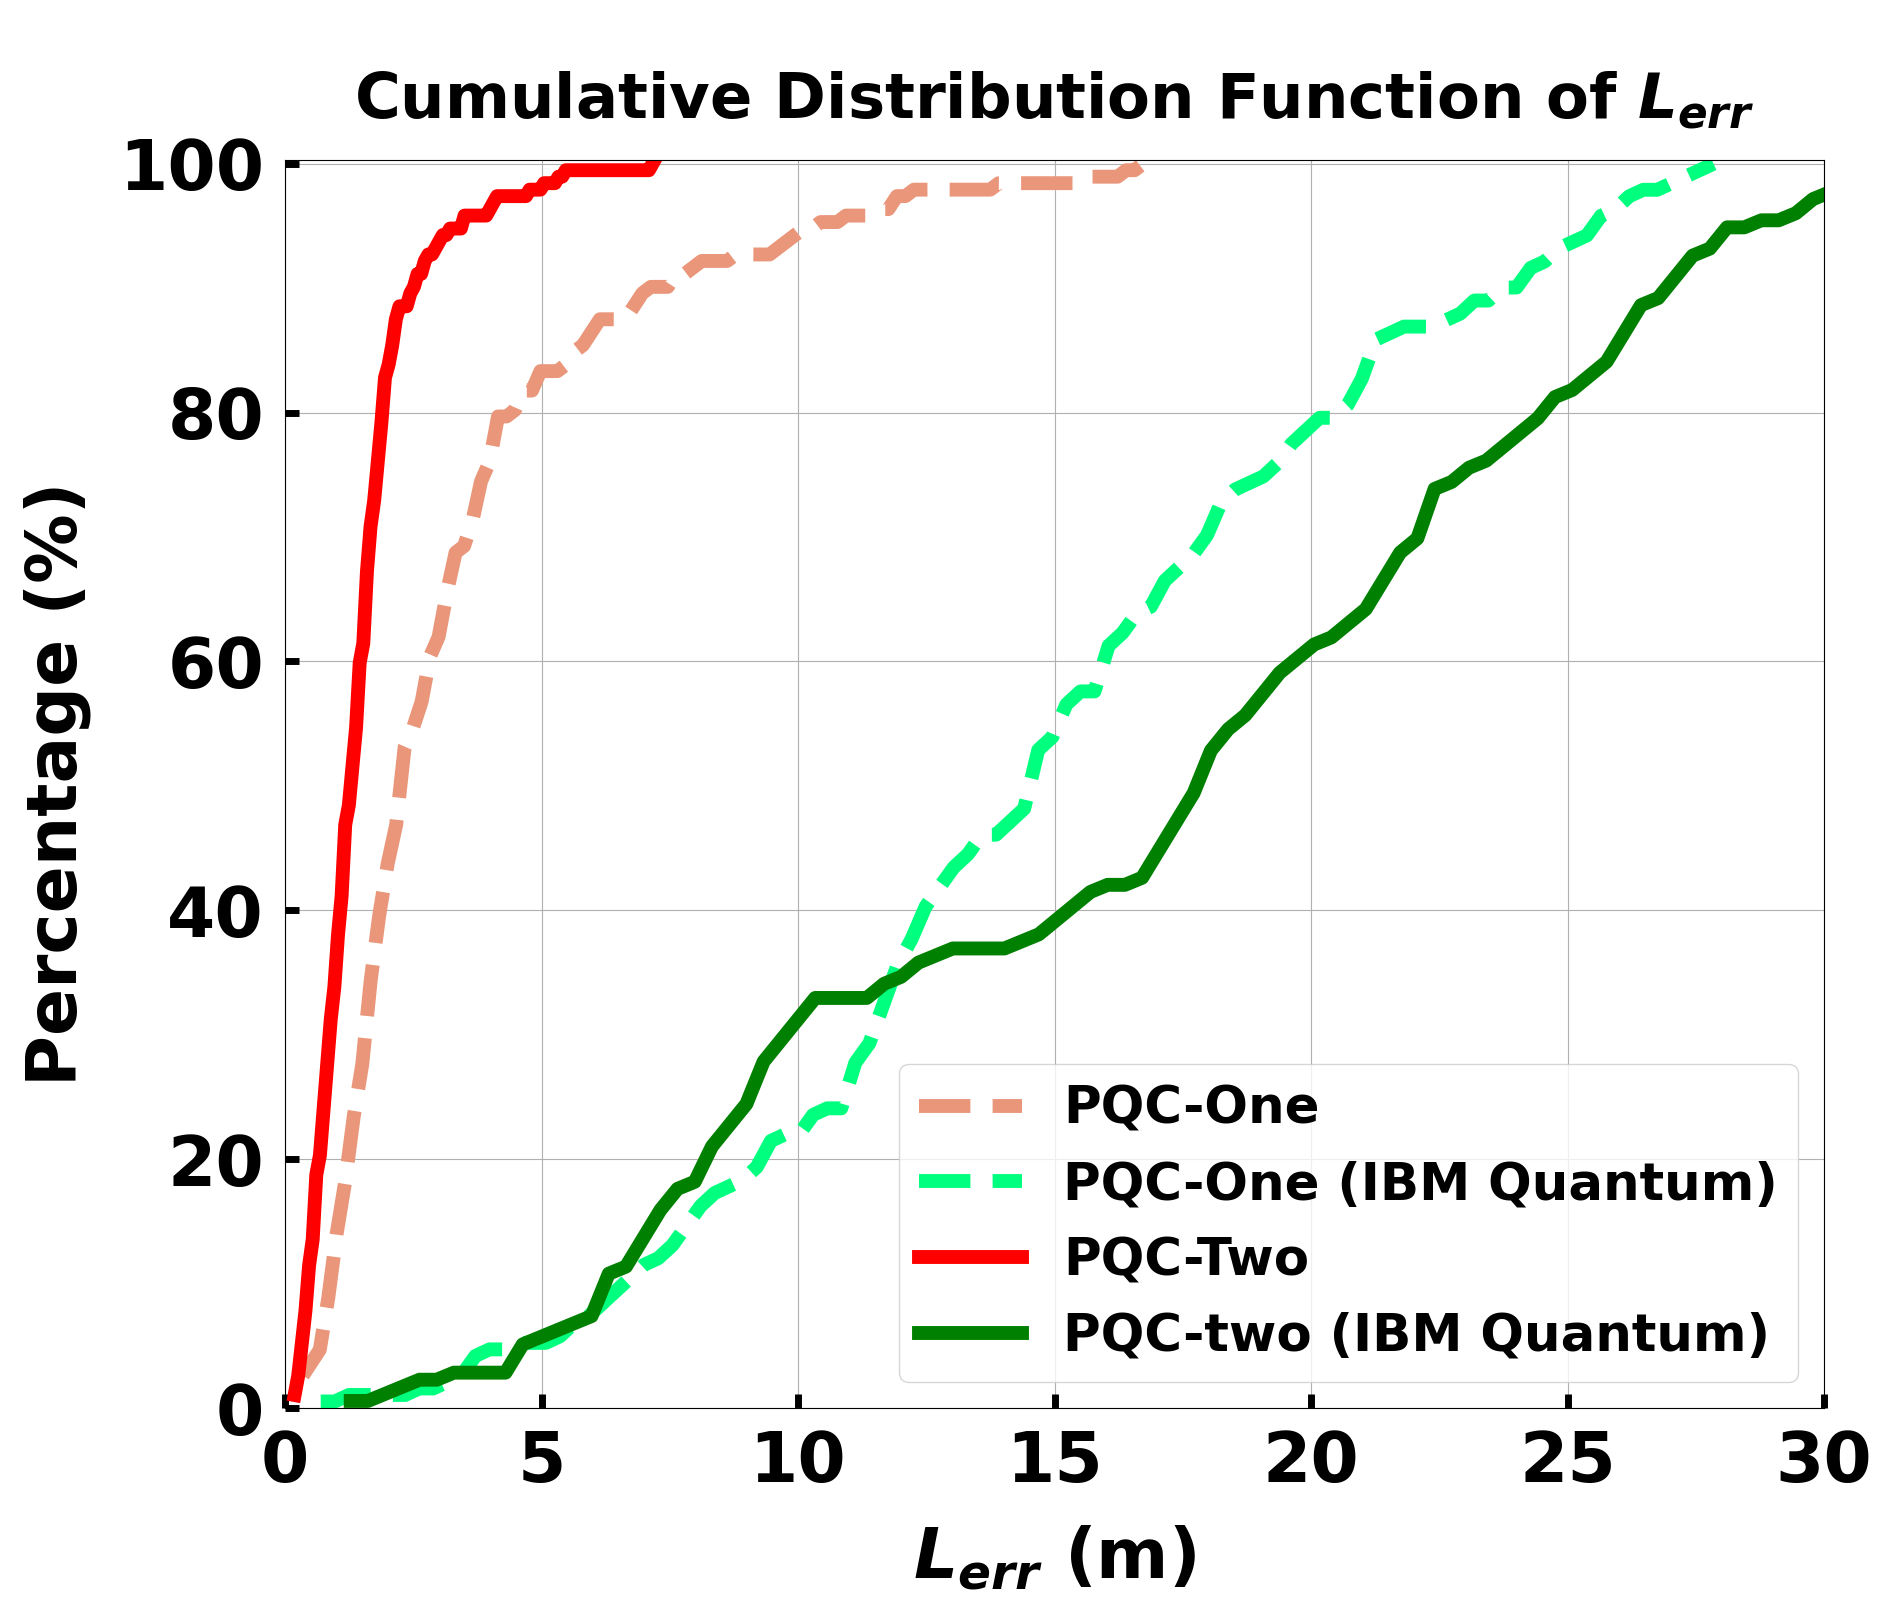 Cumulative Distribution Function of L_err
100
80
60
40
20
0
Percentage (%)
0 5 10 15 20 25 30
L_err (m)
PQC-One
PQC-One (IBM Quantum)
PQC-Two
PQC-two (IBM Quantum)